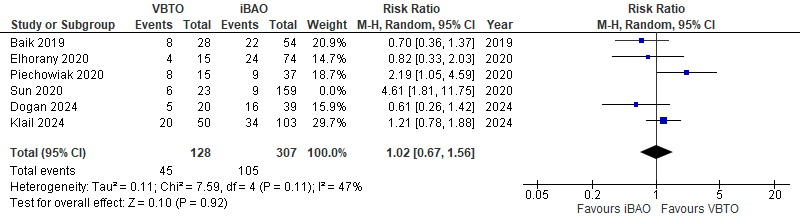 VBTO iBAO Risk Ratio Risk Ratio
Study or Subgroup Events Total Events Total Weight M-H, Random, 95% CI Year M-H, Random, 95% CI
Baik 2019 8 28 22 54 20.9% 0.70 [0.36, 1.37] 2019
Elhorany 2020 4 15 24 74 14.7% 0.82 [0.33, 2.03] 2020
Piechowiak 2020 8 15 9 37 18.8% 2.19 [1.05, 4.59] 2020
Sun 2020 6 23 9 159 0.0% 4.61 [1.81, 11.75] 2020
Dogan 2024 5 20 16 39 15.9% 0.61 [0.26, 1.42] 2024
Klail 2024 20 50 34 103 29.7% 1.21 [0.78, 1.88] 2024
Total (95% CI) 128 307 100.0% 1.02 [0.67, 1.56]
Total events 45 105
Heterogeneity: Tau² = 0.11; Chi² = 7.59, df = 4 (P = 0.11); I² = 47%
Test for overall effect: Z = 0.10 (P = 0.92)
0.05 0.2 1 5 20
Favours iBAO Favours VBTO